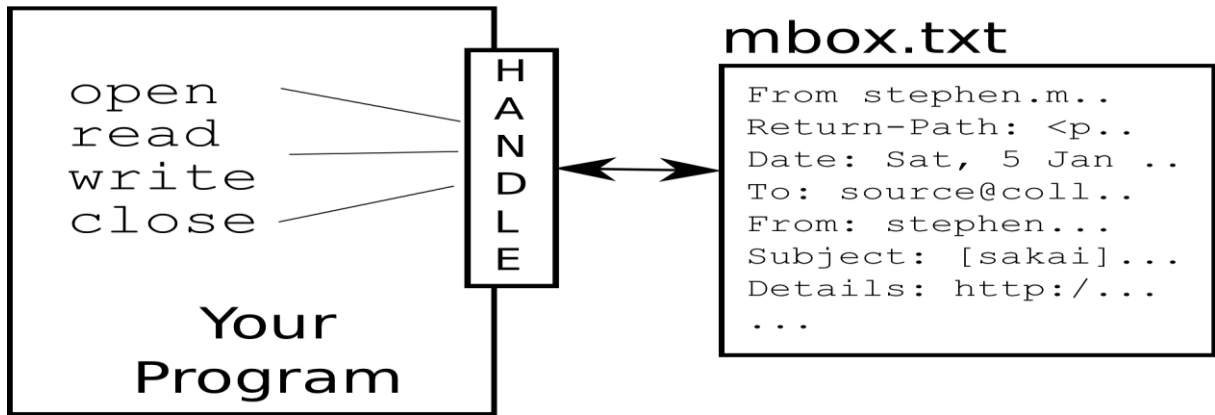 open
read
write
close
Your
Program
HANDLE
mbox.txt
From stephen.m..
Return-Path: <p..
Date: Sat, 5 Jan ..
To: source@coll..
From: stephen...
Subject: [sakai]...
Details: http:/...
...